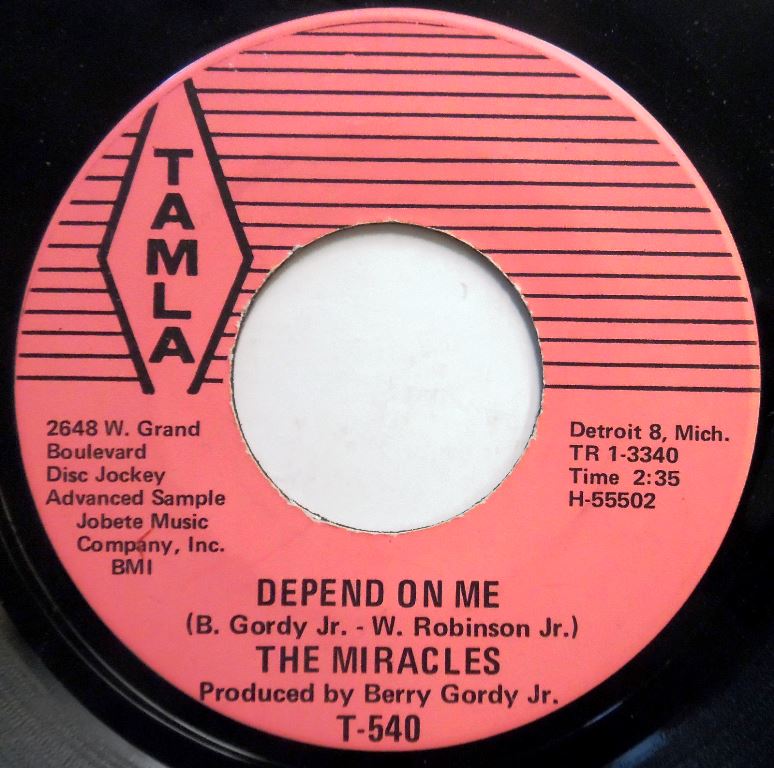 TAMLA
2648 W. Grand
Boulevard
Disc Jockey
Advanced Sample
Jobete Music
Company, Inc.
BMI
Detroit 8, Mich.
TR 1-3340
Time 2:35
H-55502
DEPEND ON ME
(B. Gordy Jr. - W. Robinson Jr.)
THE MIRACLES
Produced by Berry Gordy Jr.
T-540